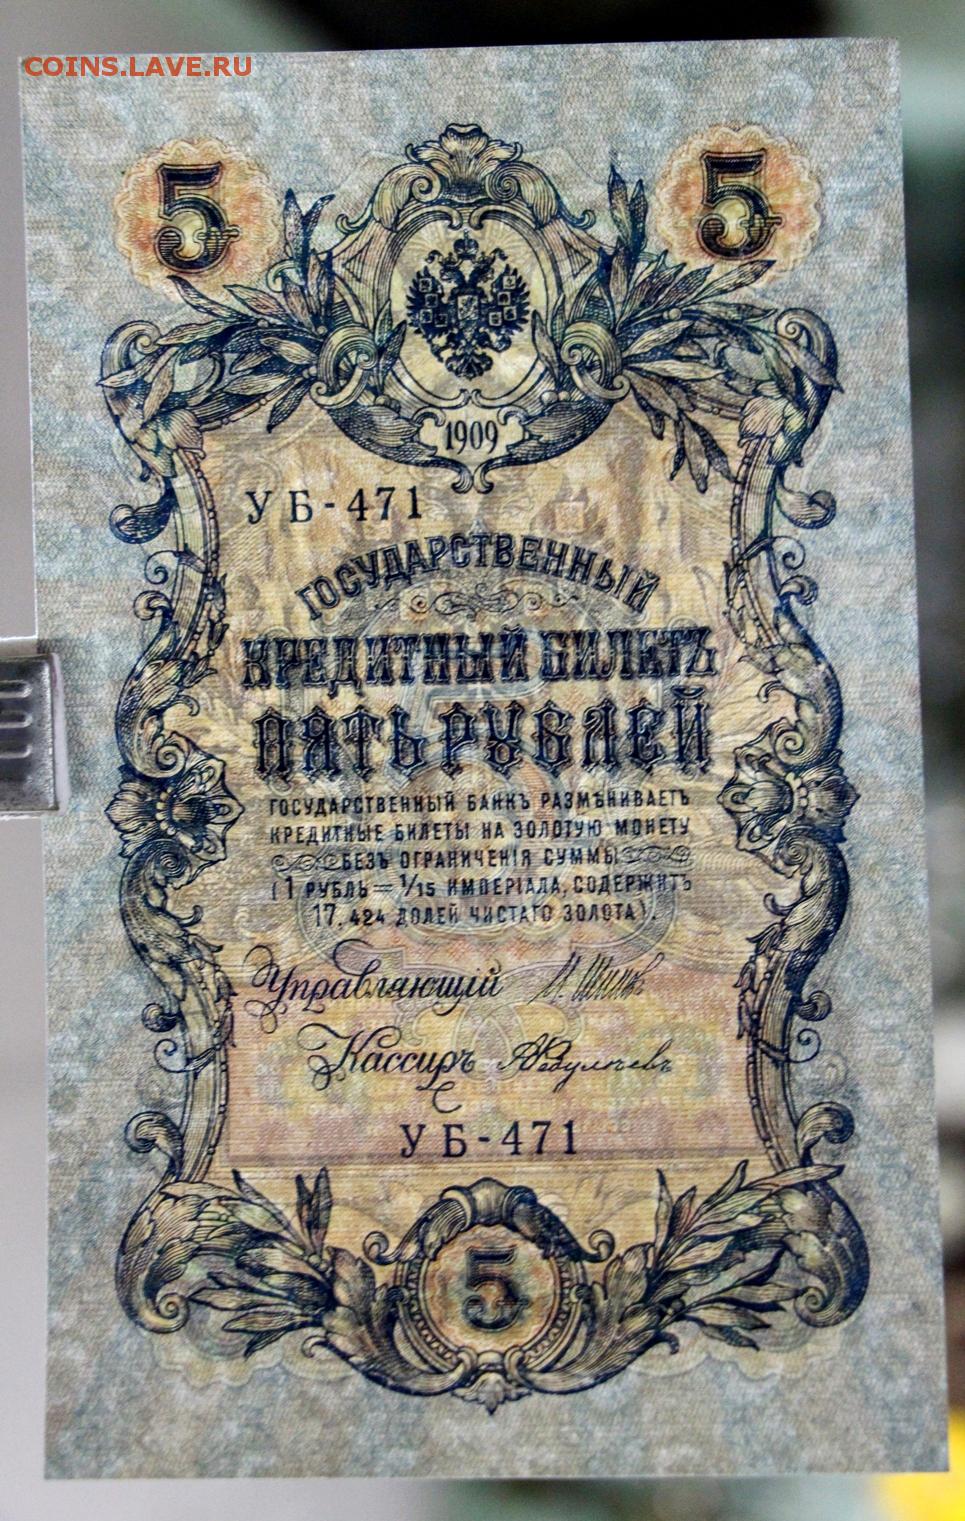 COINS.LAVE.RU
5 5
1909
УБ-471
ГОСУДАРСТВЕННЫЙ
КРЕДИТНЫЙ БИЛЕТЪ
ПЯТЬ РУБЛЕЙ
ГОСУДАРСТВЕННЫЙ БАНКЪ РАЗМѢНИВАЕТЪ
КРЕДИТНЫЕ БИЛЕТЫ НА ЗОЛОТУЮ МОНЕТУ
БЕЗЪ ОГРАНИЧЕНІЯ СУММЫ
(1 РУБЛЬ = 1/15 ИМПЕРІАЛА, СОДЕРЖИТЪ
17,424 ДОЛЕЙ ЧИСТАГО ЗОЛОТА).
Управляющій И. Шипов
Кассиръ
УБ-471
5